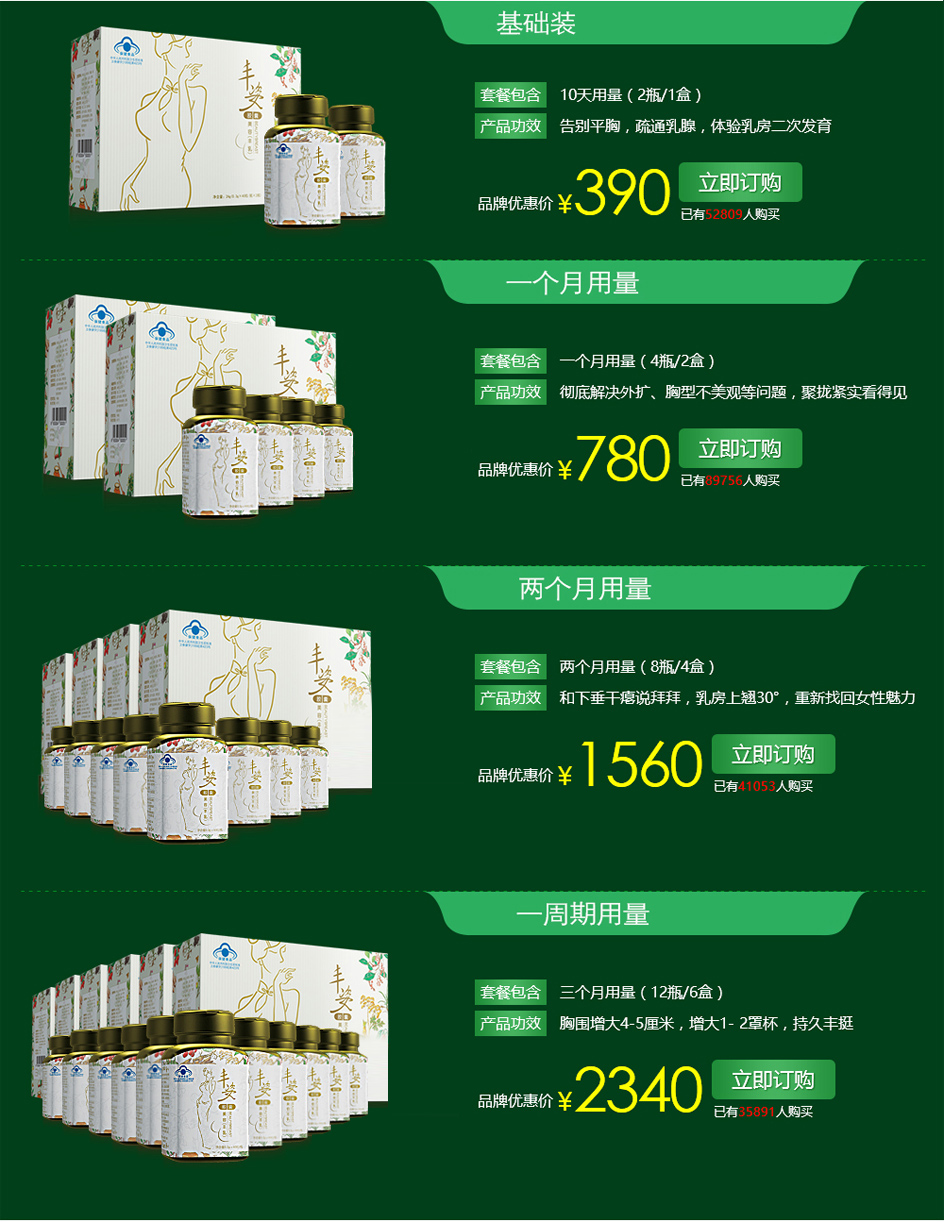 基础装
丰姿
套餐包含 10天用量（2瓶/1盒）
产品功效 告别平胸，疏通乳腺，体验乳房二次发育
品牌优惠价 ¥390 立即订购
已有52809人购买
一个月用量
丰姿
套餐包含 一个月用量（4瓶/2盒）
产品功效 彻底解决外扩、胸型不美观等问题，聚拢紧实看得见
品牌优惠价 ¥780 立即订购
已有89756人购买
两个月用量
丰姿
套餐包含 两个月用量（8瓶/4盒）
产品功效 和下垂干瘪说拜拜，乳房上翘30°，重新找回女性魅力
品牌优惠价 ¥1560 立即订购
已有41053人购买
一周期用量
丰姿
套餐包含 三个月用量（12瓶/6盒）
产品功效 胸围增大4-5厘米，增大1- 2罩杯，持久丰挺
品牌优惠价 ¥2340 立即订购
已有35891人购买